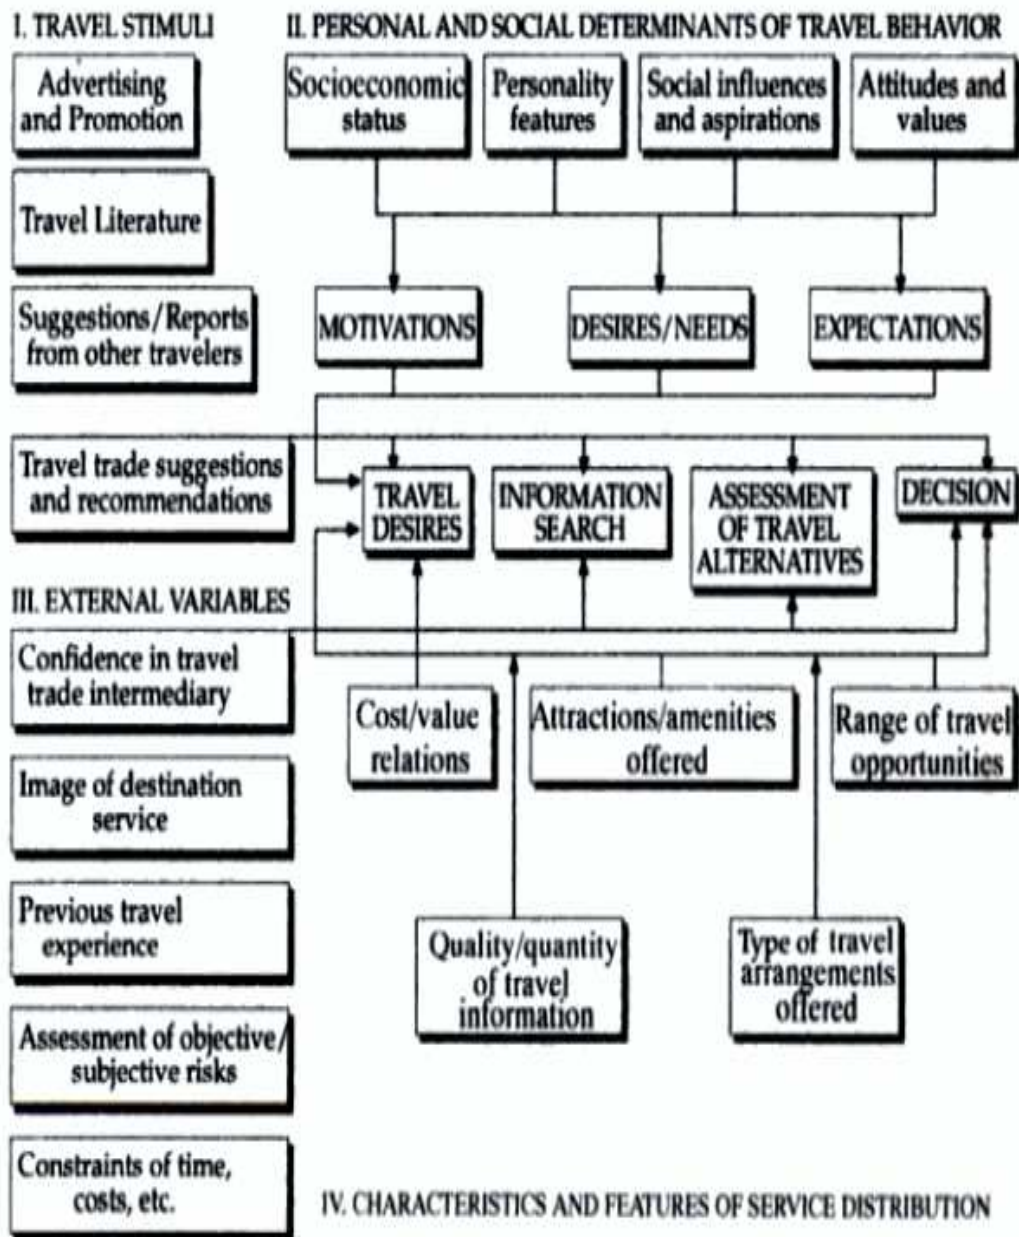 I. TRAVEL STIMULI
Advertising
and Promotion
Travel Literature
Suggestions/Reports
from other travelers
Travel trade suggestions
and recommendations
II. PERSONAL AND SOCIAL DETERMINANTS OF TRAVEL BEHAVIOR
Socioeconomic
status
Personality
features
Social influences
and aspirations
Attitudes and
values
MOTIVATIONS
DESIRES/NEEDS
EXPECTATIONS
TRAVEL
DESIRES
INFORMATION
SEARCH
ASSESSMENT
OF TRAVEL
ALTERNATIVES
DECISION
III. EXTERNAL VARIABLES
Confidence in travel
trade intermediary
Image of destination
service
Previous travel
experience
Assessment of objective/
subjective risks
Constraints of time,
costs, etc.
Cost/value
relations
Attractions/amenities
offered
Range of travel
opportunities
Quality/quantity
of travel
information
Type of travel
arrangements
offered
IV. CHARACTERISTICS AND FEATURES OF SERVICE DISTRIBUTION